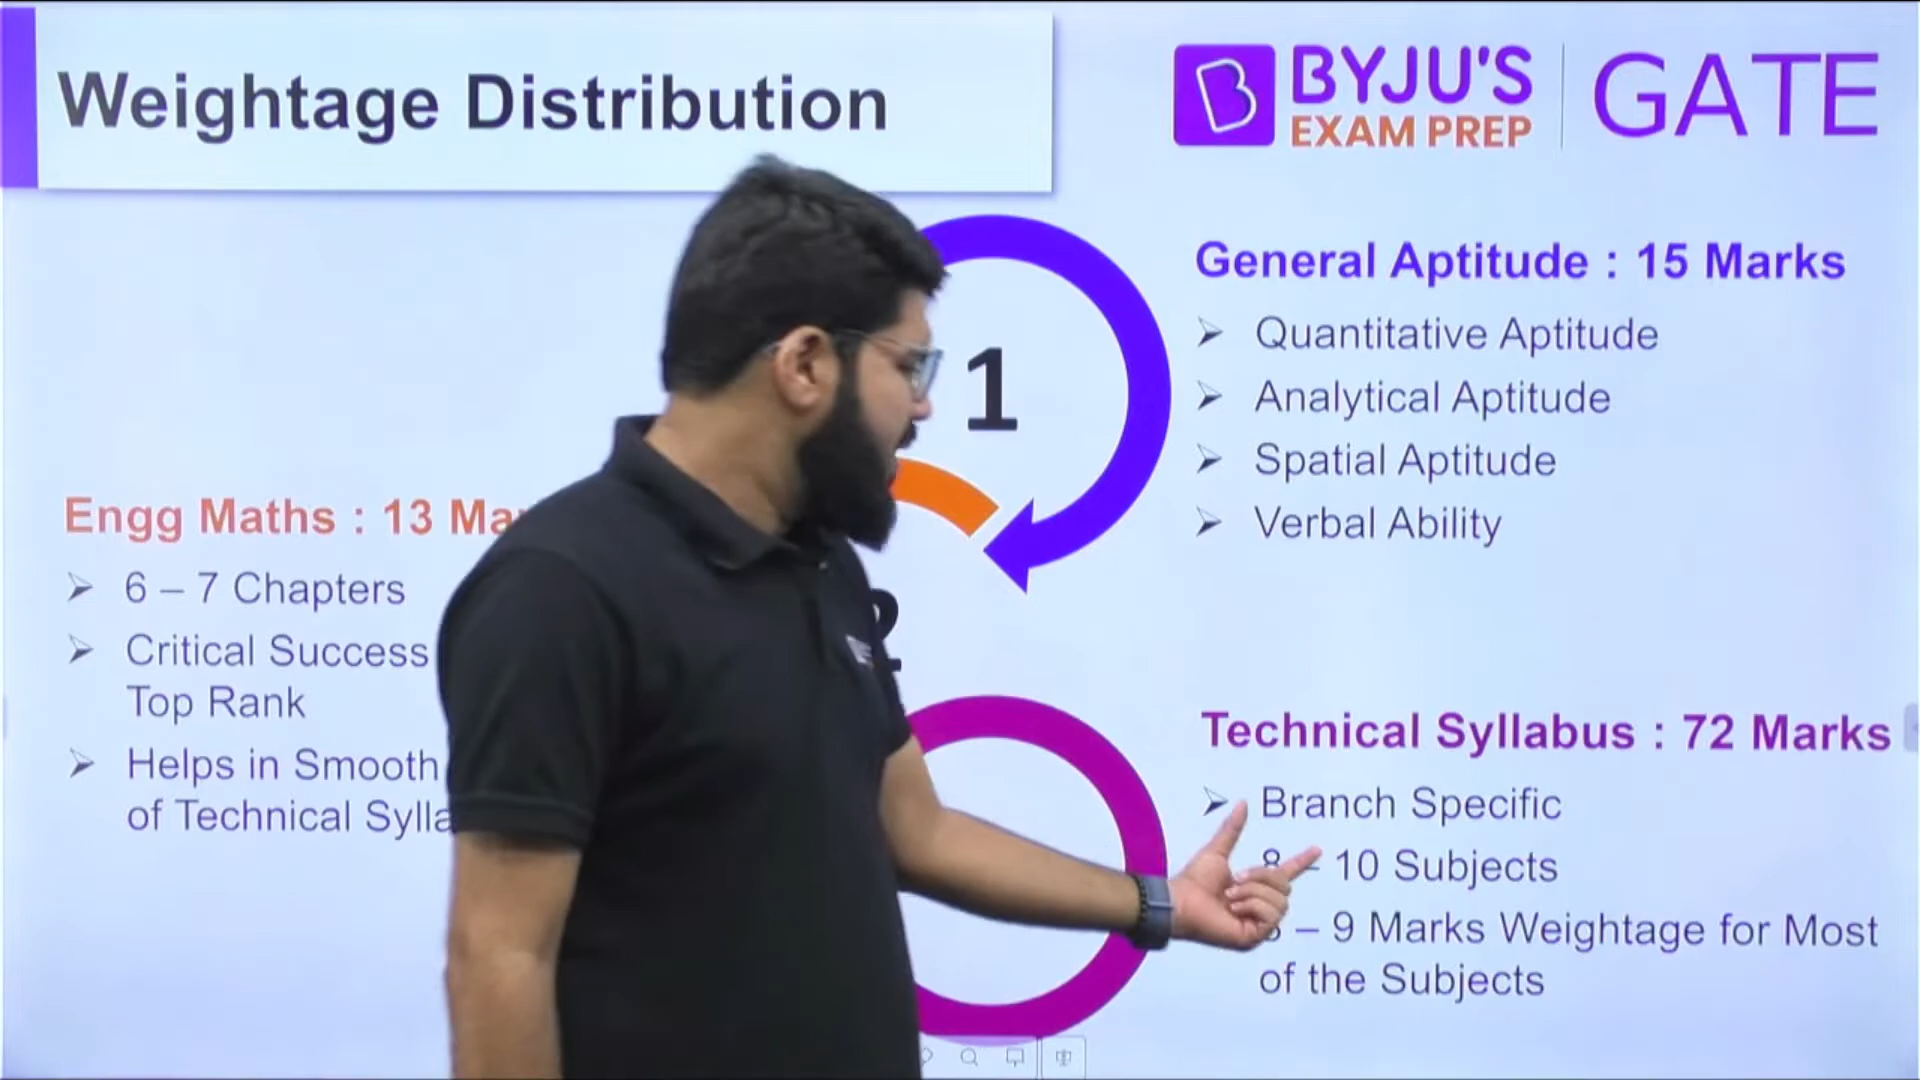 Weightage Distribution
BYJU'S
EXAM PREP
GATE
1
General Aptitude : 15 Marks
Quantitative Aptitude
Analytical Aptitude
Spatial Aptitude
Verbal Ability
Engg Maths : 13
6 – 7 Chapters
Critical Success
Top Rank
Helps in Smooth
of Technical
Technical Syllabus : 72 Marks
Branch Specific
8 – 10 Subjects
– 9 Marks Weightage for Most
of the Subjects